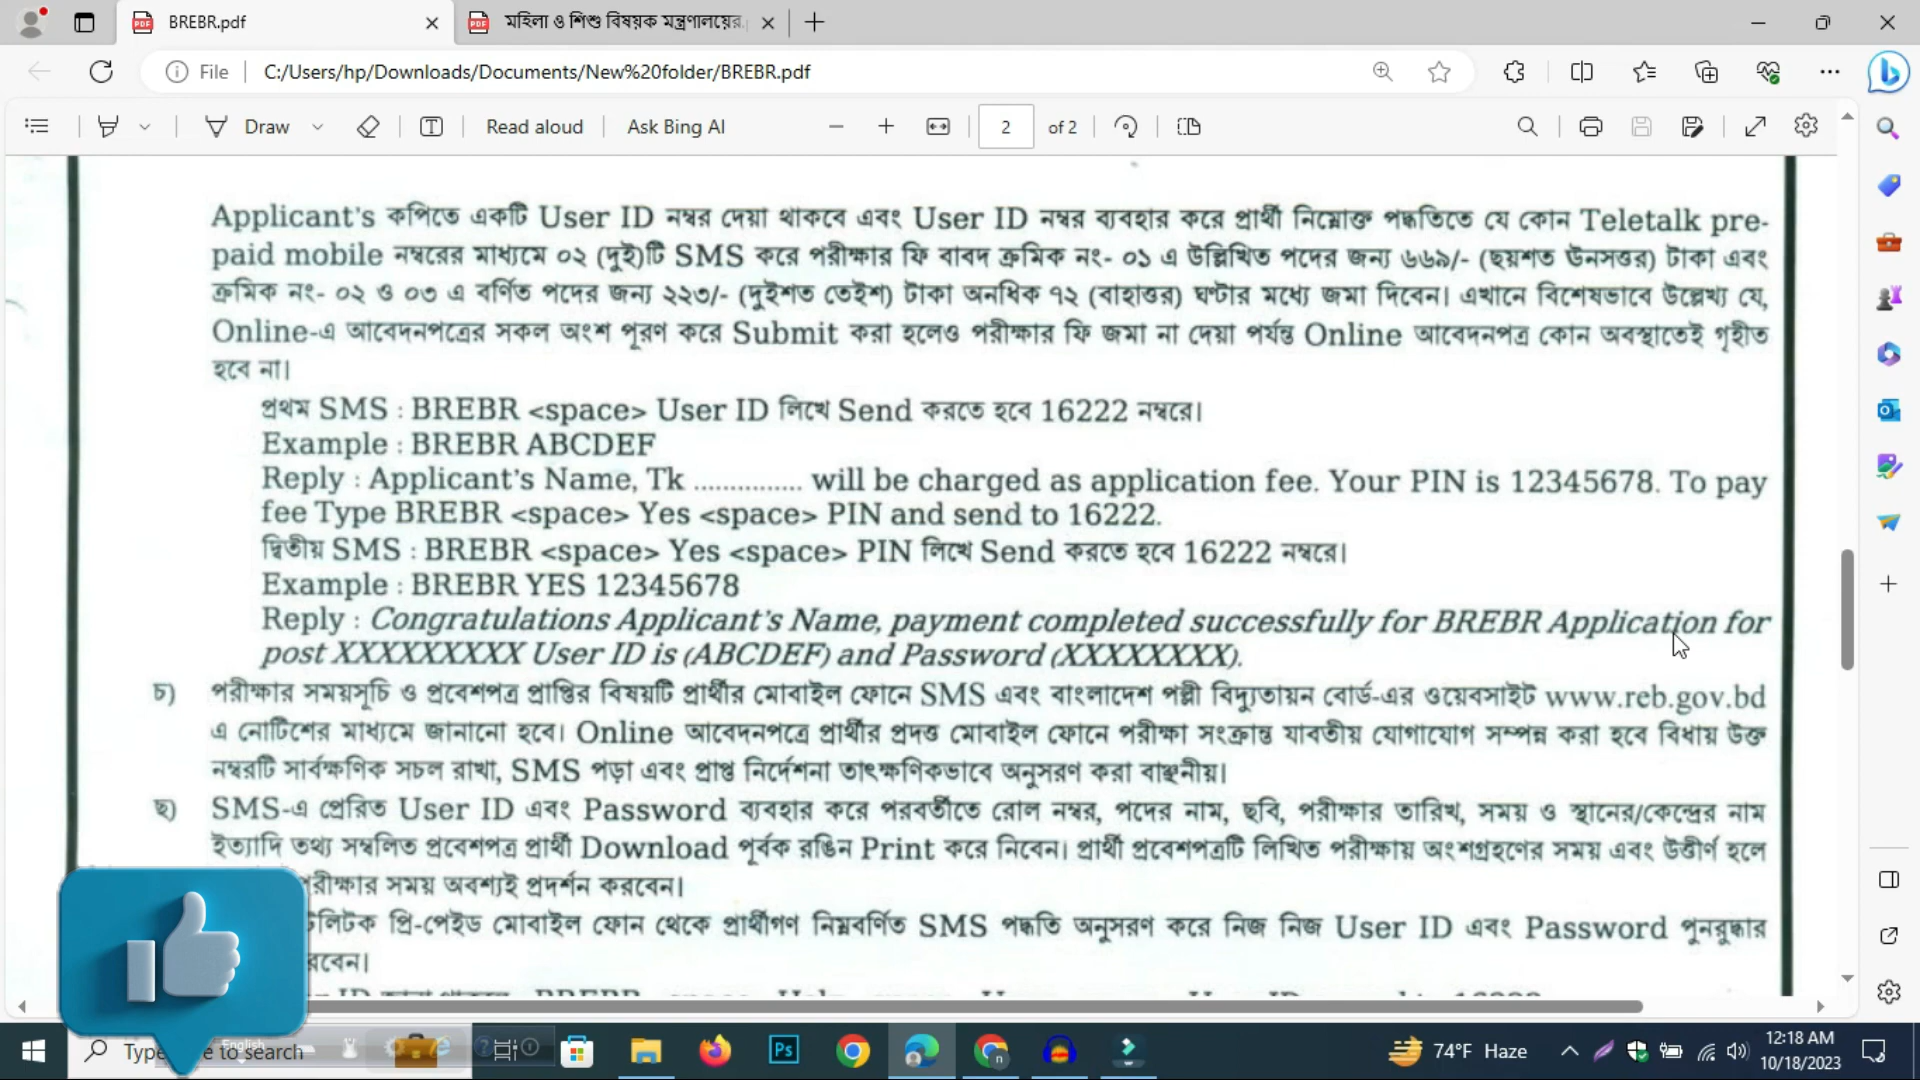 BREBR.pdf
মহিলা ও শিশু বিষয়ক মন্ত্রণালয়ের
File
C:/Users/hp/Downloads/Documents/New%20folder/BREBR.pdf
Draw
Read aloud
Ask Bing AI
2
of 2
Applicant's কপিতে একটি User ID নম্বর দেয়া থাকবে এবং User ID নম্বর ব্যবহার করে প্রার্থী নিম্নোক্ত পদ্ধতিতে যে কোন Teletalk pre-
paid mobile নম্বরের মাধ্যমে ০২ (দুই)টি SMS করে পরীক্ষার ফি বাবদ ক্রমিক নং- ০১ এ উল্লিখিত পদের জন্য ৬৬৯/- (ছয়শত ঊনসত্তর) টাকা এবং
ক্রমিক নং- ০২ ও ০৩ এ বর্ণিত পদের জন্য ২২৩/- (দুইশত তেইশ) টাকা অনধিক ৭২ (বাহাত্তর) ঘণ্টার মধ্যে জমা দিবেন। এখানে বিশেষভাবে উল্লেখ্য যে,
Online-এ আবেদনপত্রের সকল অংশ পূরণ করে Submit করা হলেও পরীক্ষার ফি জমা না দেয়া পর্যন্ত Online আবেদনপত্র কোন অবস্থাতেই গৃহীত
হবে না।
প্রথম SMS : BREBR <space> User ID লিখে Send করতে হবে 16222 নম্বরে।
Example : BREBR ABCDEF
Reply : Applicant's Name, Tk ............... will be charged as application fee. Your PIN is 12345678. To pay
fee Type BREBR <space> Yes <space> PIN and send to 16222.
দ্বিতীয় SMS : BREBR <space> Yes <space> PIN লিখে Send করতে হবে 16222 নম্বরে।
Example : BREBR YES 12345678
Reply : Congratulations Applicant's Name, payment completed successfully for BREBR Application for
post XXXXXXXXX User ID is (ABCDEF) and Password (XXXXXXXX).
চ) পরীক্ষার সময়সূচি ও প্রবেশপত্র প্রাপ্তির বিষয়টি প্রার্থীর মোবাইল ফোনে SMS এবং বাংলাদেশ পল্লী বিদ্যুতায়ন বোর্ড-এর ওয়েবসাইট www.reb.gov.bd
এ নোটিশের মাধ্যমে জানানো হবে। Online আবেদনপত্রে প্রার্থীর প্রদত্ত মোবাইল ফোনে পরীক্ষা সংক্রান্ত যাবতীয় যোগাযোগ সম্পন্ন করা হবে বিধায় উক্ত
নম্বরটি সার্বক্ষণিক সচল রাখা, SMS পড়া এবং প্রাপ্ত নির্দেশনা তাৎক্ষণিকভাবে অনুসরণ করা বাঞ্ছনীয়।
ছ) SMS-এ প্রেরিত User ID এবং Password ব্যবহার করে পরবর্তীতে রোল নম্বর, পদের নাম, ছবি, পরীক্ষার তারিখ, সময় ও স্থানের/কেন্দ্রের নাম
ইত্যাদি তথ্য সম্বলিত প্রবেশপত্র প্রার্থী Download পূর্বক রঙিন Print করে নিবেন। প্রার্থী প্রবেশপত্রটি লিখিত পরীক্ষায় অংশগ্রহণের সময় এবং উত্তীর্ণ হলে
রীক্ষার সময় অবশ্যই প্রদর্শন করবেন।
টলিটক প্রি-পেইড মোবাইল ফোন থেকে প্রার্থীগণ নিম্নবর্ণিত SMS পদ্ধতি অনুসরণ করে নিজ নিজ User ID এবং Password পুনরুদ্ধার
রবেন।
to search
English
Ps
74°F Haze
12:18 AM
10/18/2023